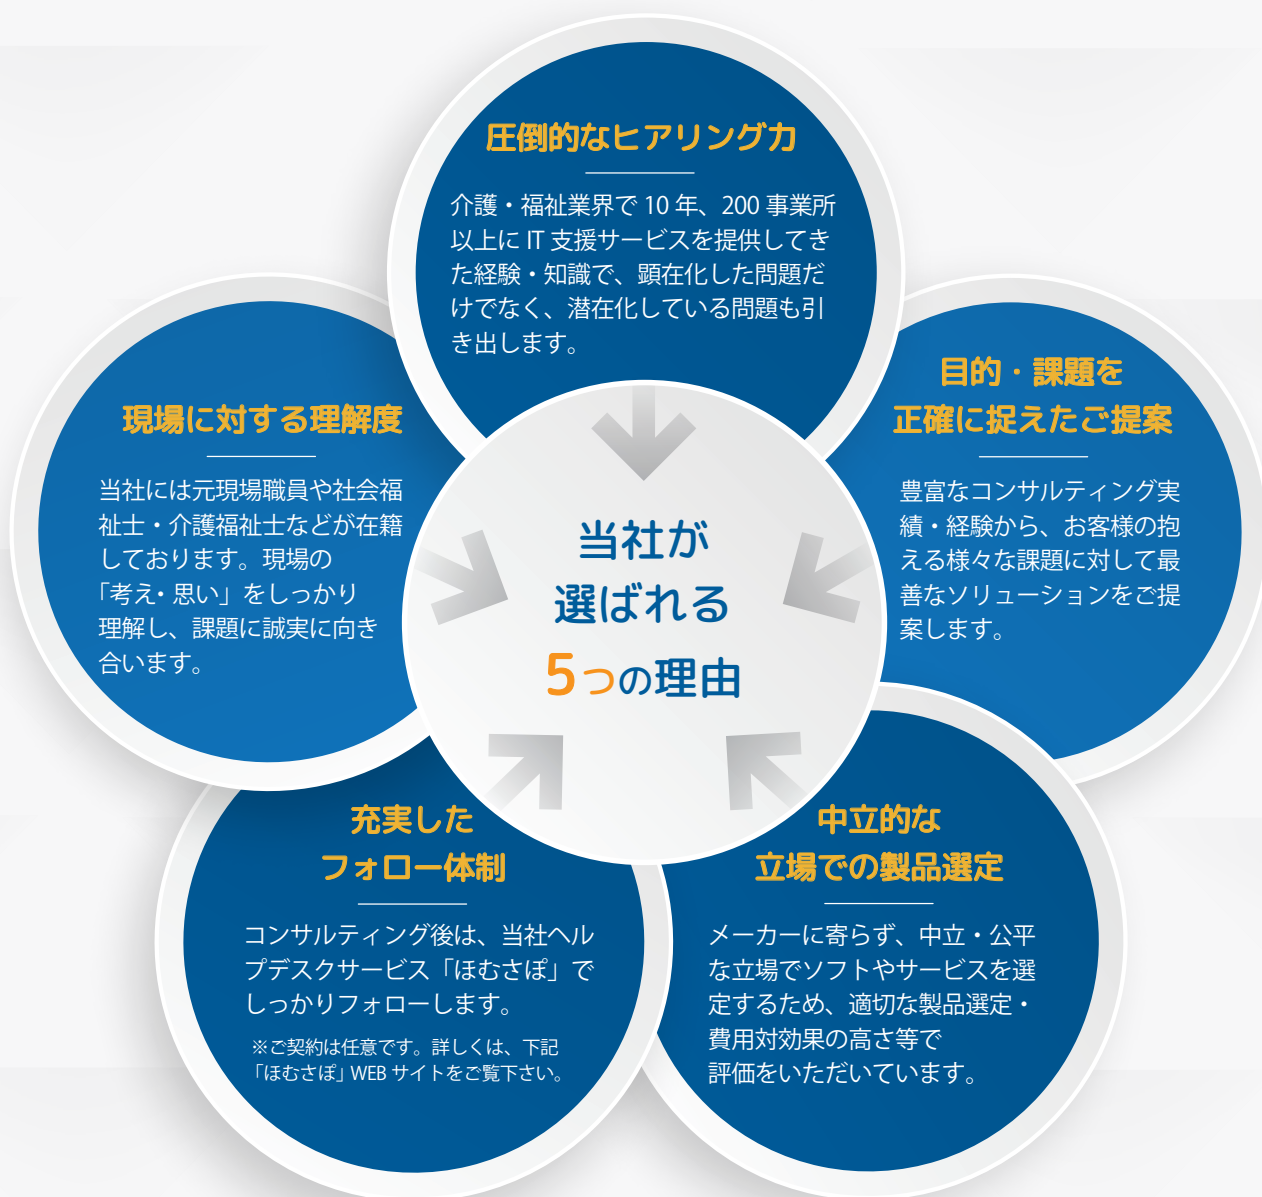 圧倒的なヒアリング力
介護・福祉業界で 10 年、200 事業所
以上に IT 支援サービスを提供してき
た経験・知識で、顕在化した問題だ
けでなく、潜在化している問題も引
き出します。
目的・課題を
正確に捉えたご提案
豊富なコンサルティング実
績・経験から、お客様の抱
える様々な課題に対して最
善なソリューションをご提
案します。
現場に対する理解度
当社には元現場職員や社会福
祉士・介護福祉士などが在籍
しております。現場の
「考え・思い」をしっかり
理解し、課題に誠実に向き
合います。
当社が
選ばれる
5つの理由
充実した
フォロー体制
コンサルティング後は、当社ヘル
プデスクサービス「ほむさぽ」で
しっかりフォローします。
※ご契約は任意です。詳しくは、下記
「ほむさぽ」WEB サイトをご覧下さい。
中立的な
立場での製品選定
メーカーに寄らず、中立・公平
な立場でソフトやサービスを選
定するため、適切な製品選定・
費用対効果の高さ等で
評価をいただいています。